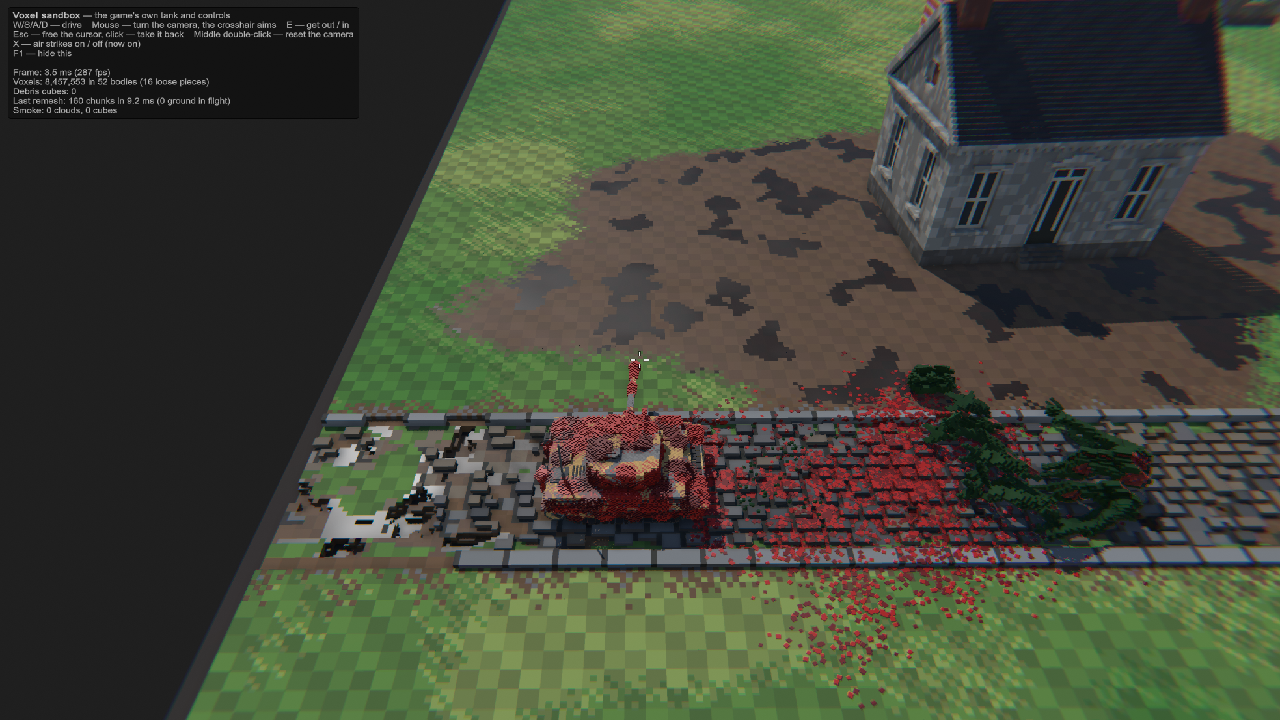 Voxel sandbox — the game's own tank and controls
W/S/A/D — drive Mouse — turn the camera, the crosshair aims E — get out / in
Esc — free the cursor, click — take it back Middle double-click — reset the camera
X — air strikes on / off (now on)
F1 — hide this
Frame: 3.5 ms (287 fps)
Voxels: 8,457,553 in 52 bodies (16 loose pieces)
Debris cubes: 0
Last remesh: 160 chunks in 9.2 ms (0 ground in flight)
Smoke: 0 clouds, 0 cubes